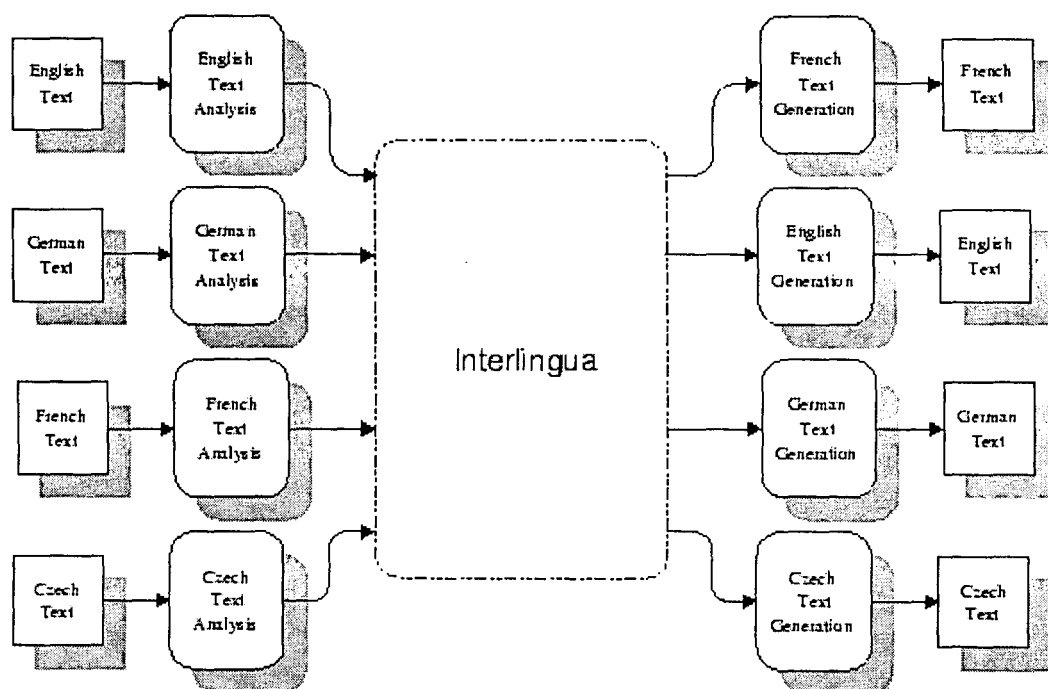 English
Text
English
Text
Analysis
French
Text
Generation
French
Text
German
Text
German
Text
Analysis
English
Text
Generation
English
Text
Interlingua
French
Text
French
Text
Analysis
German
Text
Generation
German
Text
Czech
Text
Czech
Text
Analysis
Czech
Text
Generation
Czech
Text